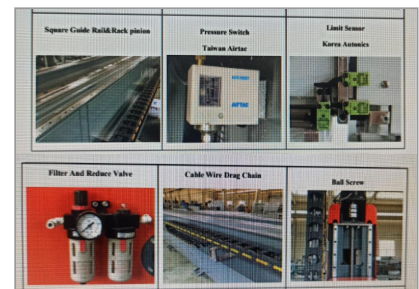 Square Guide Rail&Rack pinion
Pressure Switch
Taiwan Airtac
Limit Sensor
Korea Autonics
AIRTAC
Filter And Reduce Valve
Cable Wire Drag Chain
Ball Screw